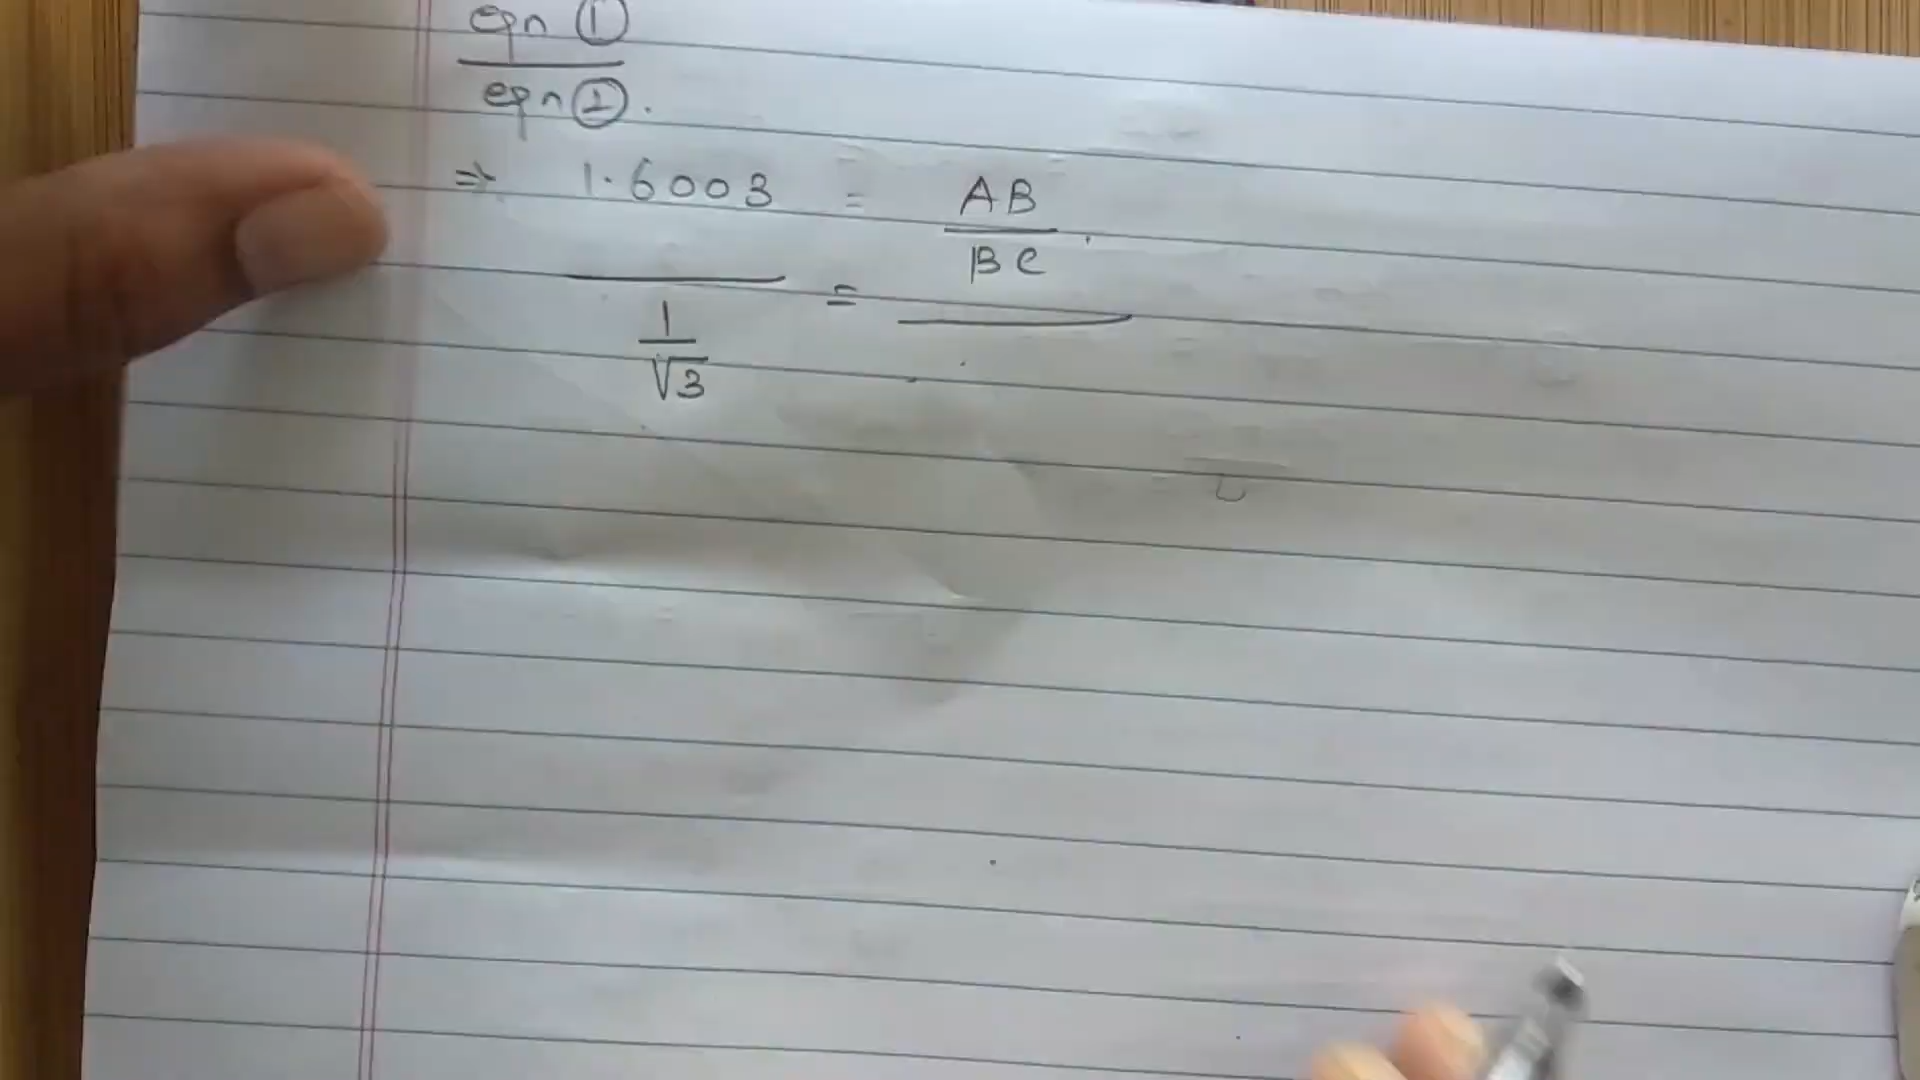 eqn ①
eqn ②.
⇒ 1.6003 = AB
BC
=
1
√3